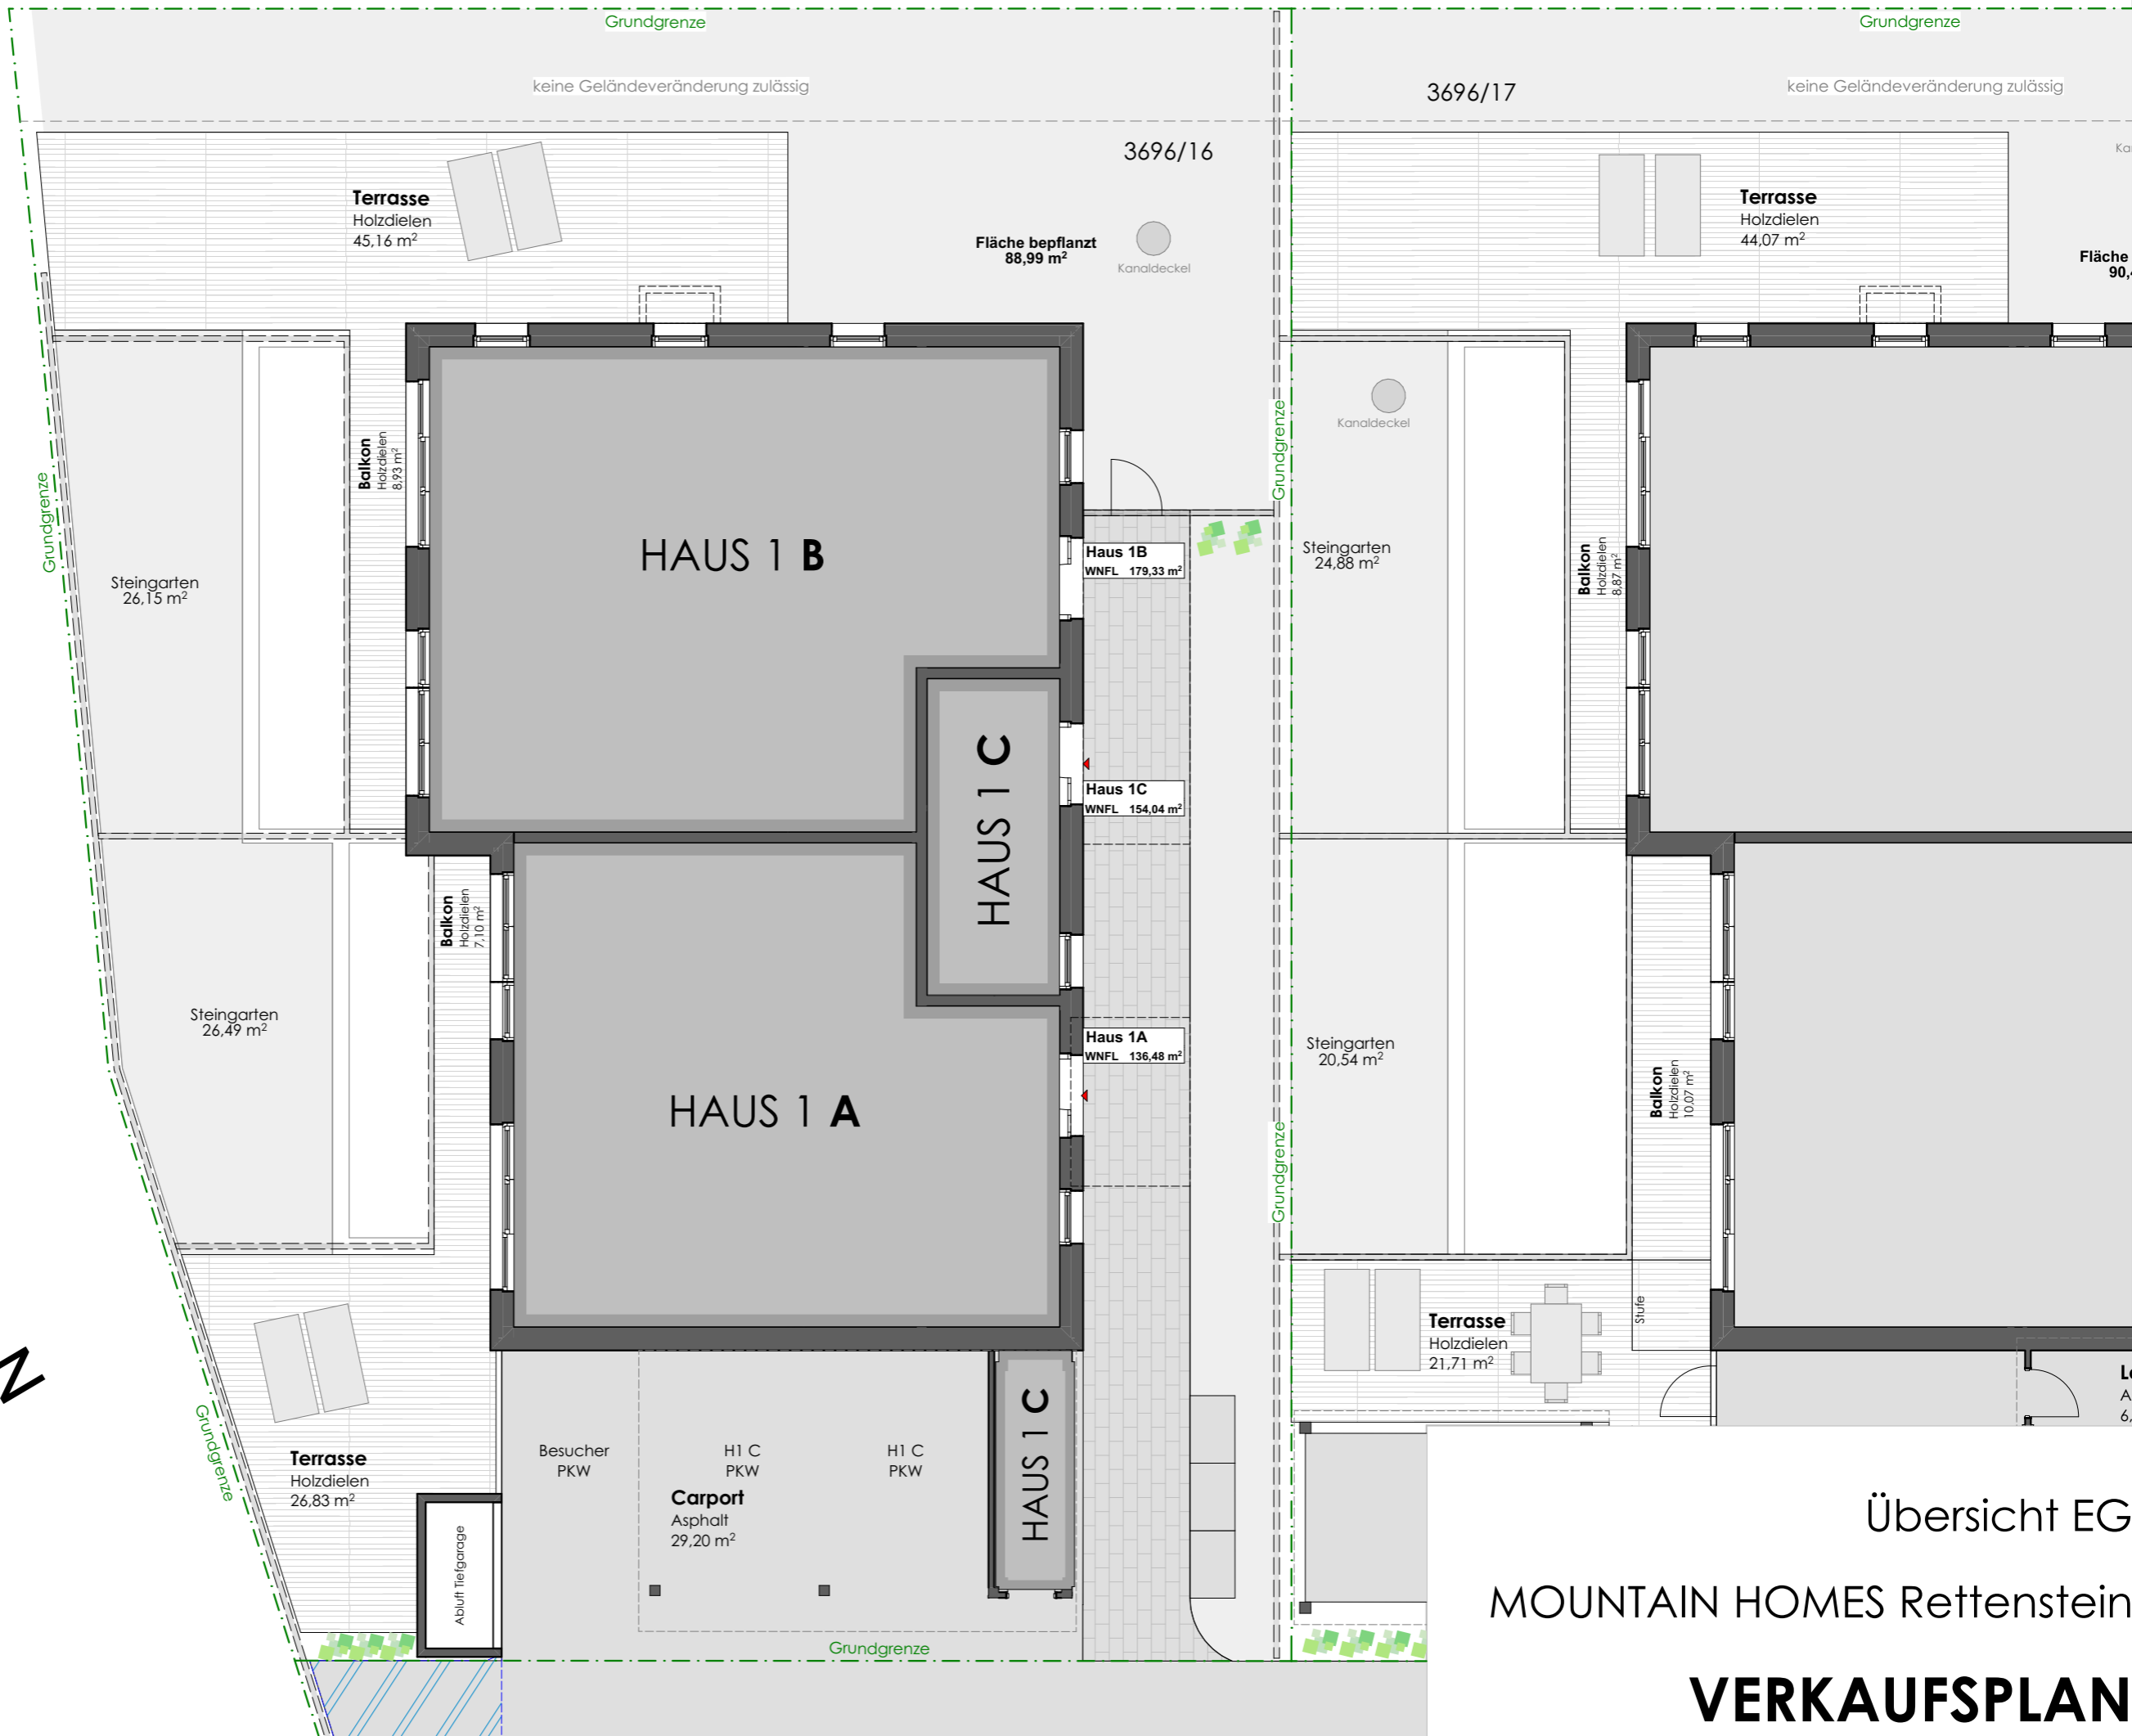 Grundgrenze
Grundgrenze
keine Geländeveränderung zulässig
3696/17
keine Geländeveränderung zulässig
3696/16
Terrasse
Holzdielen
45,16 m²
Terrasse
Holzdielen
44,07 m²
Fläche bepflanzt
88,99 m²
Kanaldeckel
Fläche
Kanaldeckel
Grundgrenze
Grundgrenze
Balkon
Holzdielen
8,93 m²
HAUS 1 B
Haus 1B
WNFL 179,33 m²
Steingarten
26,15 m²
Steingarten
24,88 m²
Balkon
Holzdielen
8,87 m²
HAUS 1 C
Haus 1C
WNFL 154,04 m²
Balkon
Holzdielen
7,10 m²
Steingarten
26,49 m²
Haus 1A
WNFL 136,48 m²
HAUS 1 A
Steingarten
20,54 m²
Balkon
Holzdielen
10,07 m²
Grundgrenze
Stufe
Terrasse
Holzdielen
21,71 m²
N
Grundgrenze
Terrasse
Holzdielen
26,83 m²
Abluft Tiefgarage
Besucher
PKW
H1 C
PKW
H1 C
PKW
Carport
Asphalt
29,20 m²
HAUS 1 C
Grundgrenze
Übersicht EG
MOUNTAIN HOMES Rettenstein
VERKAUFSPLAN